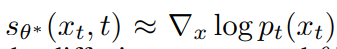 s_{θ*}(x_t, t) ≈ ∇_x log p_t(x_t)